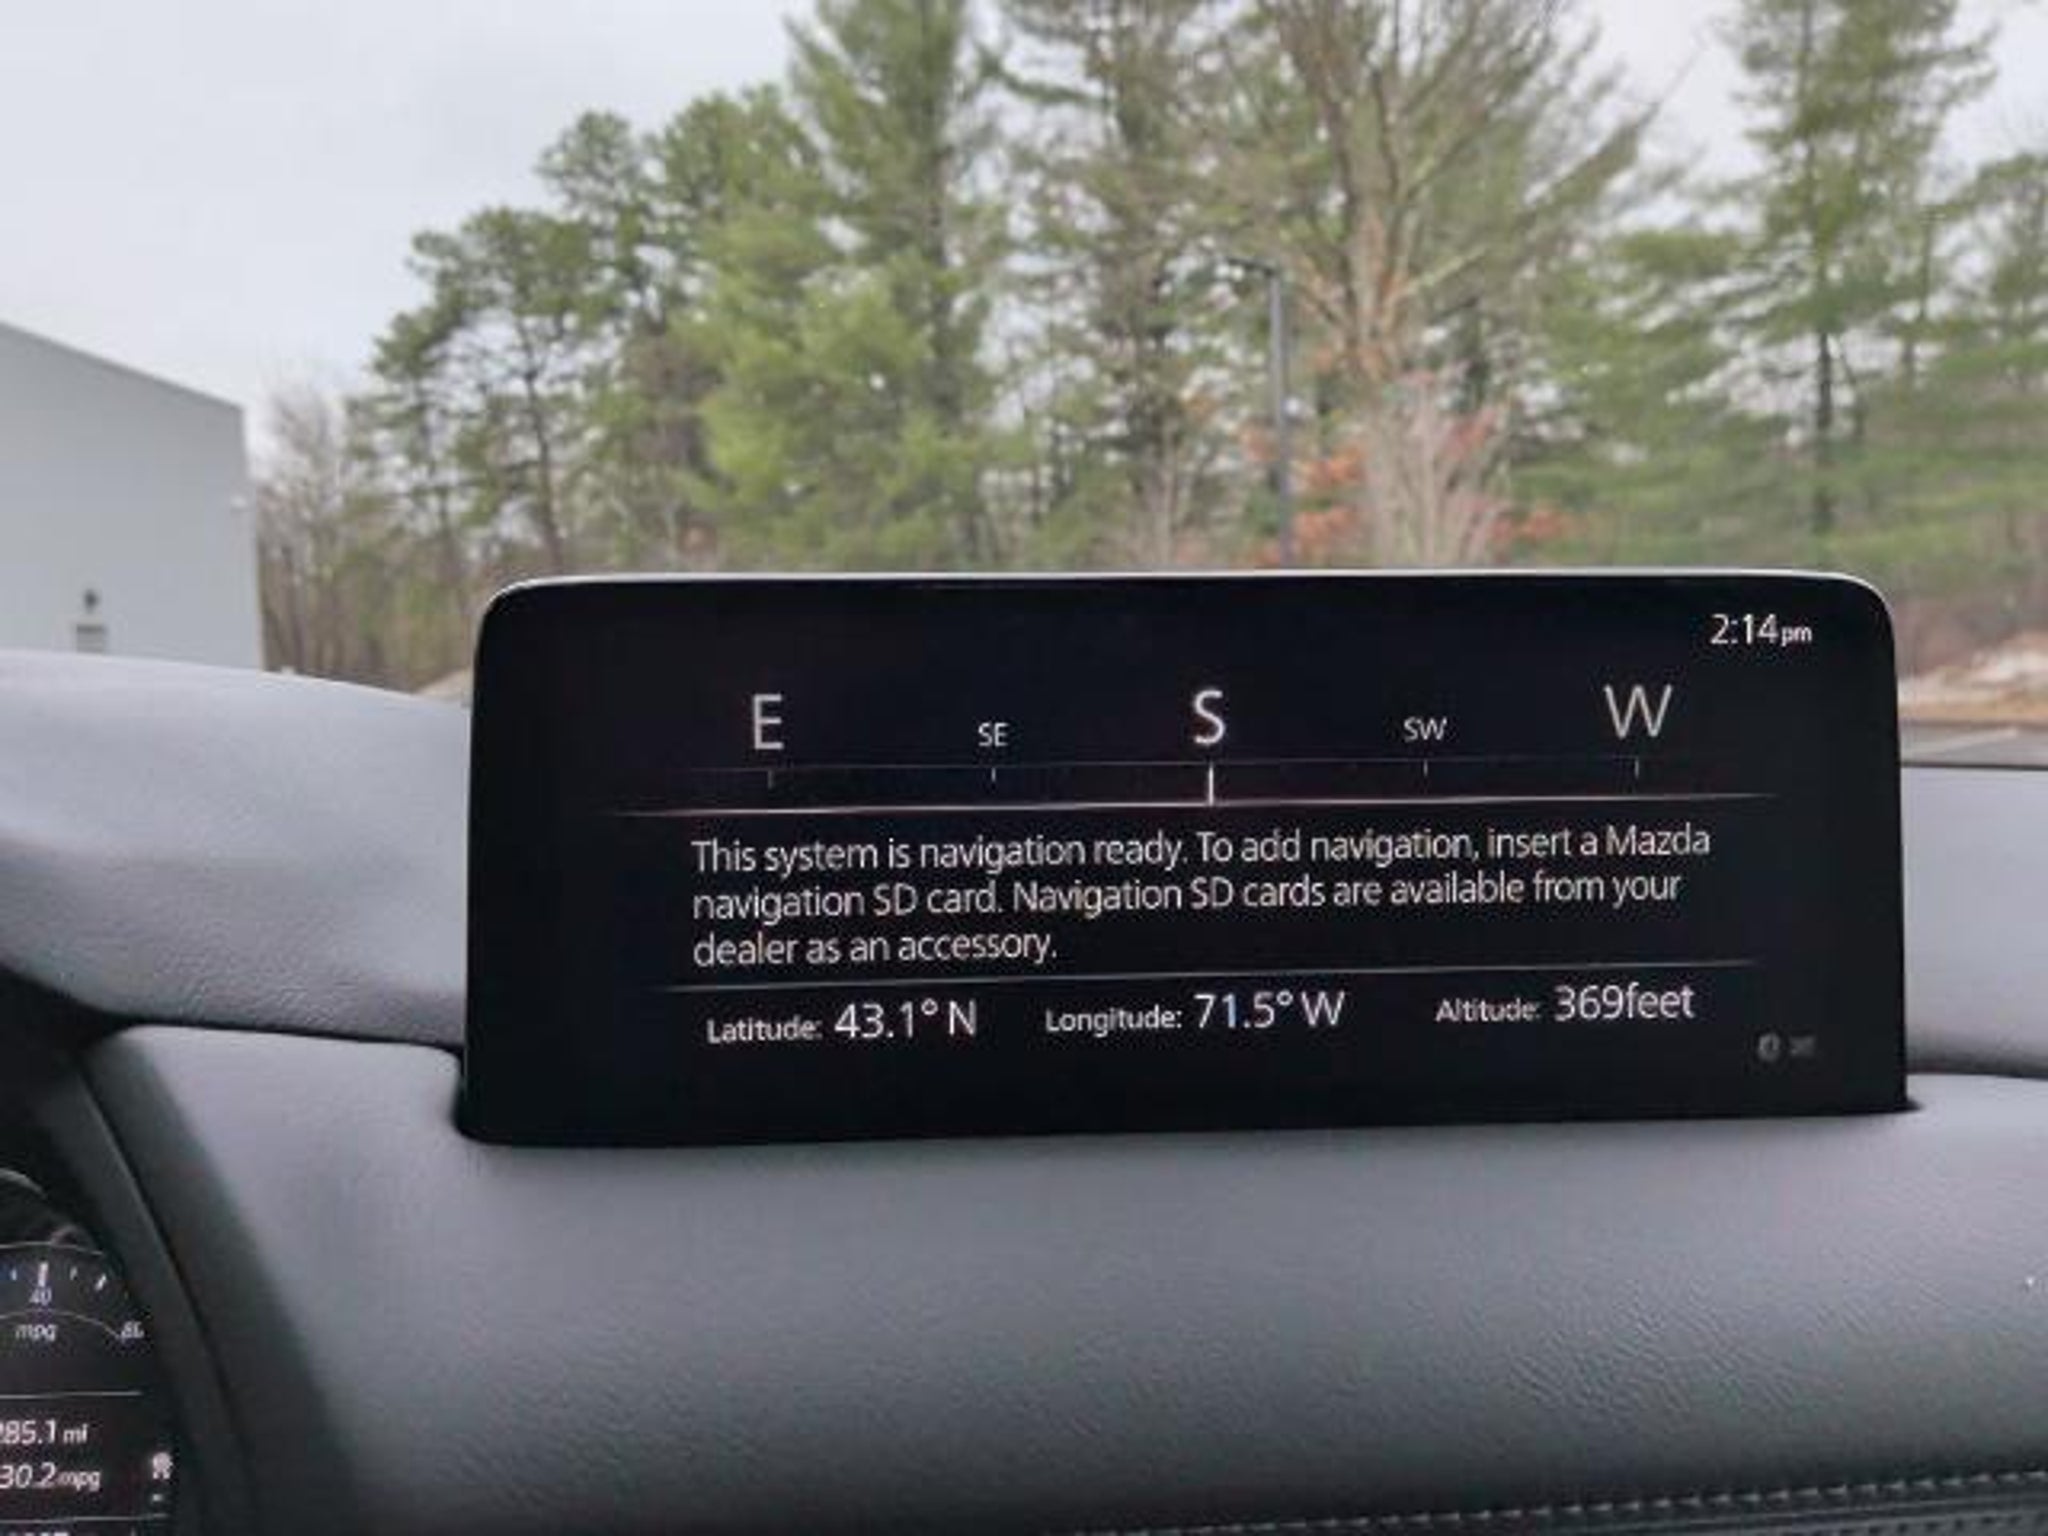 2:14pm
E SE S SW W
This system is navigation ready. To add navigation, insert a Mazda
navigation SD card. Navigation SD cards are available from your
dealer as an accessory.
Latitude: 43.1° N Longitude: 71.5° W Altitude: 369feet
40
mpg
85.1 mi
30.2 mpg